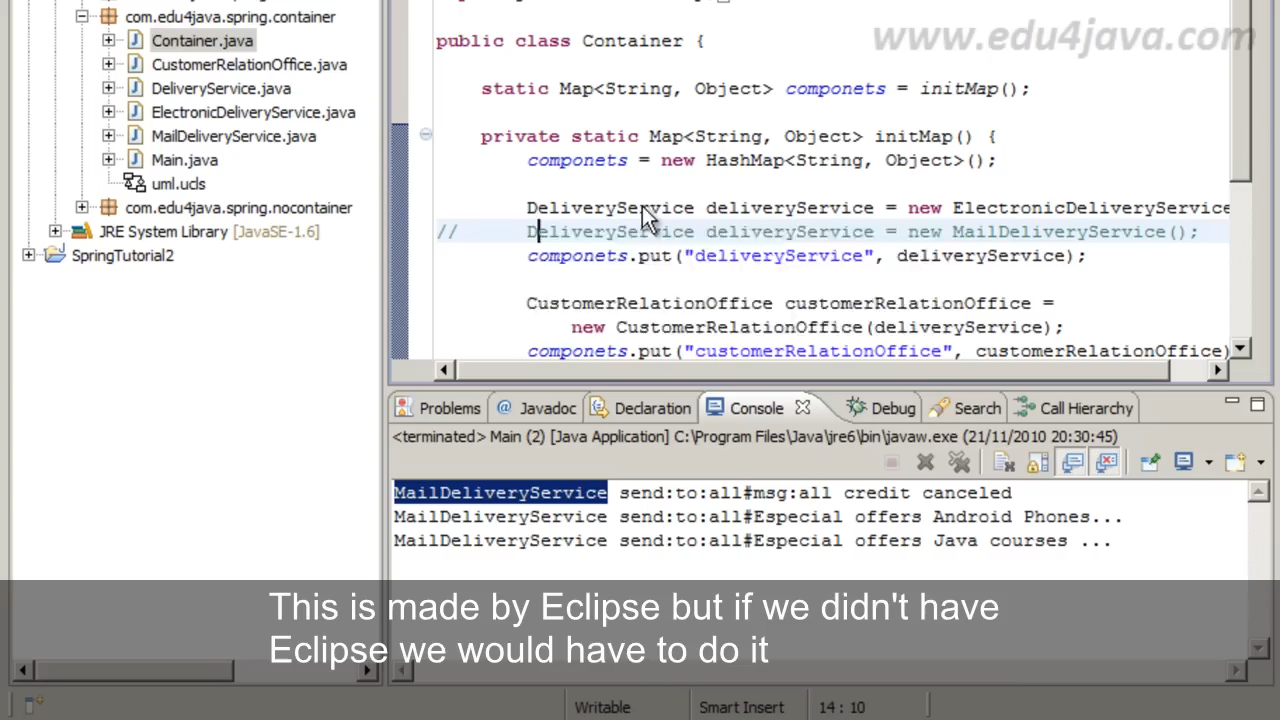 com.edu4java.spring.container
Container.java
CustomerRelationOffice.java
DeliveryService.java
ElectronicDeliveryService.java
MailDeliveryService.java
Main.java
uml.ucls
com.edu4java.spring.nocontainer
JRE System Library [JavaSE-1.6]
SpringTutorial2
www.edu4java.com
public class Container {
static Map<String, Object> componets = initMap();
private static Map<String, Object> initMap() {
componets = new HashMap<String, Object>();
DeliveryService deliveryService = new ElectronicDeliveryService
// DeliveryService deliveryService = new MailDeliveryService();
componets.put("deliveryService", deliveryService);
CustomerRelationOffice customerRelationOffice =
new CustomerRelationOffice(deliveryService);
componets.put("customerRelationOffice", customerRelationOffice)
Problems @ Javadoc Declaration Console Debug Search Call Hierarchy
<terminated> Main (2) [Java Application] C:\Program Files\Java\jre6\bin\javaw.exe (21/11/2010 20:30:45)
MailDeliveryService send:to:all#msg:all credit canceled
MailDeliveryService send:to:all#Especial offers Android Phones...
MailDeliveryService send:to:all#Especial offers Java courses ...
This is made by Eclipse but if we didn't have
Eclipse we would have to do it
Writable Smart Insert 14 : 10